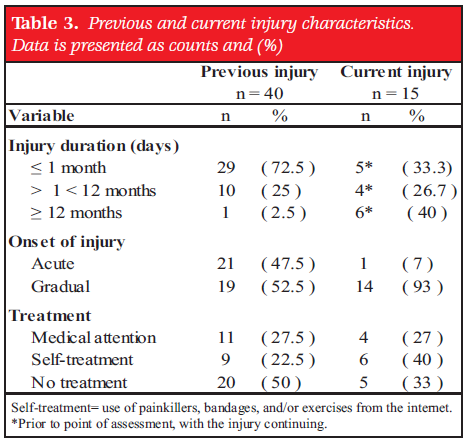 Table 3. Previous and current injury characteristics.
Data is presented as counts and (%)
Previous injury Current injury
n = 40 n = 15
Variable n % n %
Injury duration (days)
≤ 1 month 29 ( 72.5 ) 5* ( 33.3)
> 1 < 12 months 10 ( 25 ) 4* ( 26.7 )
≥ 12 months 1 ( 2.5 ) 6* ( 40 )
Onset of injury
Acute 21 ( 47.5 ) 1 ( 7 )
Gradual 19 ( 52.5 ) 14 ( 93 )
Treatment
Medical attention 11 ( 27.5 ) 4 ( 27 )
Self-treatment 9 ( 22.5 ) 6 ( 40 )
No treatment 20 ( 50 ) 5 ( 33 )
Self-treatment= use of painkillers, bandages, and/or exercises from the internet.
*Prior to point of assessment, with the injury continuing.